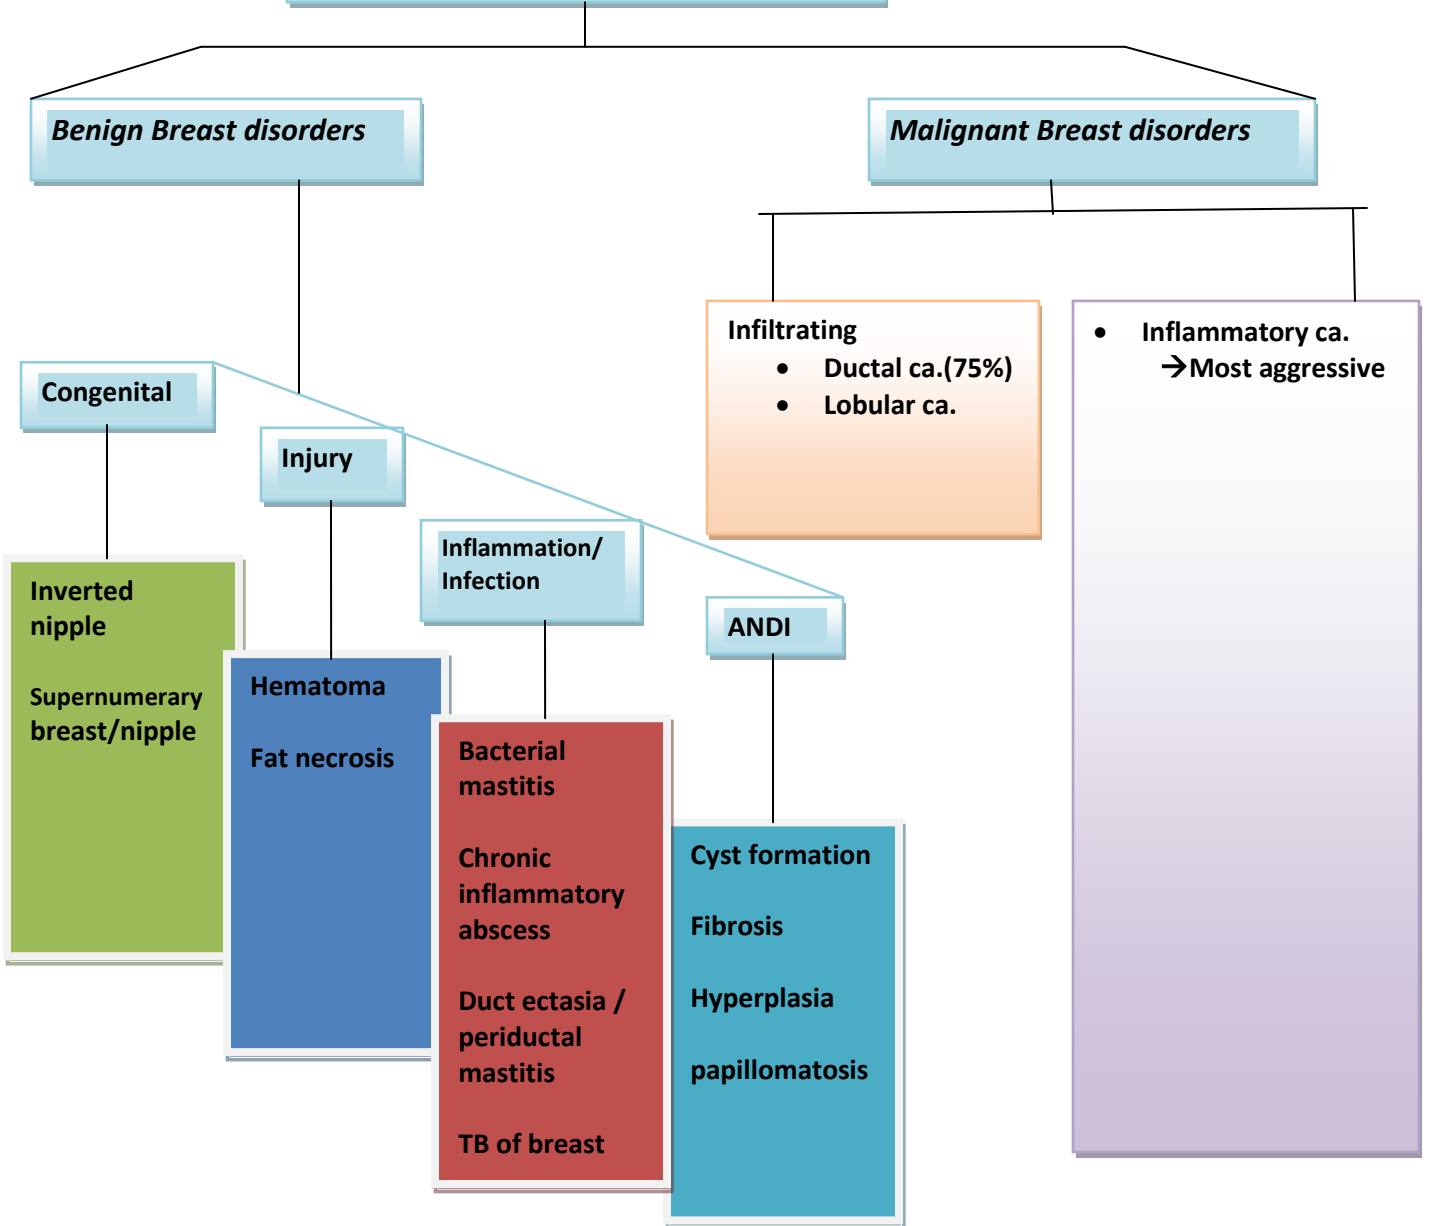 Benign Breast disorders
Malignant Breast disorders
Infiltrating
• Ductal ca.(75%)
• Lobular ca.
• Inflammatory ca.
→Most aggressive
Congenital
Injury
Inflammation/
Infection
ANDI
Inverted
nipple
Supernumerary
breast/nipple
Hematoma
Fat necrosis
Bacterial
mastitis
Chronic
inflammatory
abscess
Duct ectasia /
periductal
mastitis
TB of breast
Cyst formation
Fibrosis
Hyperplasia
papillomatosis